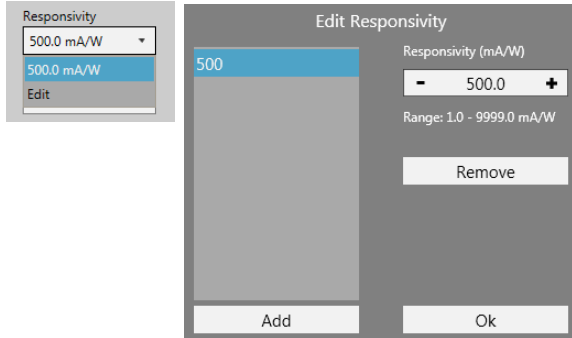 Responsivity
500.0 mA/W
500.0 mA/W
Edit
Edit Responsivity
500
Responsivity (mA/W)
- 500.0 +
Range: 1.0 - 9999.0 mA/W
Remove
Add
Ok